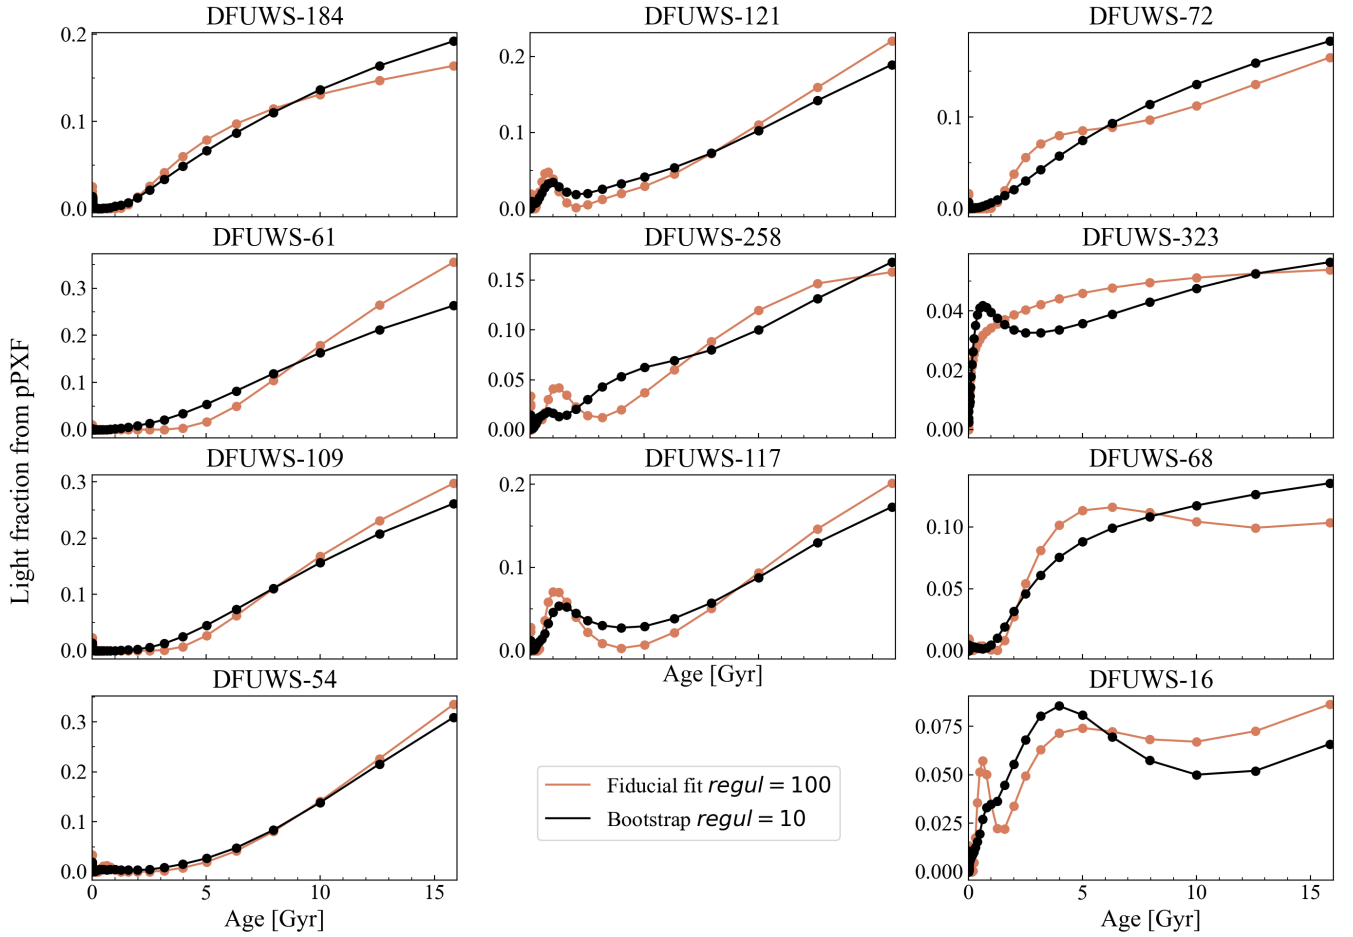 DFUWS-184
DFUWS-121
DFUWS-72
0.2
0.1
0.0
0.2
0.1
0.0
0.1
0.0
DFUWS-61
DFUWS-258
DFUWS-323
0.3
0.2
0.1
0.0
0.15
0.10
0.05
0.00
0.04
0.02
0.00
Light fraction from pPXF
DFUWS-109
DFUWS-117
DFUWS-68
0.3
0.2
0.1
0.0
0.2
0.1
0.0
0.10
0.05
0.00
Age [Gyr]
DFUWS-54
DFUWS-16
0.3
0.2
0.1
0.0
0.075
0.050
0.025
0.000
Fiducial fit regul = 100
Bootstrap regul = 10
0 5 10 15
0 5 10 15
Age [Gyr]
Age [Gyr]